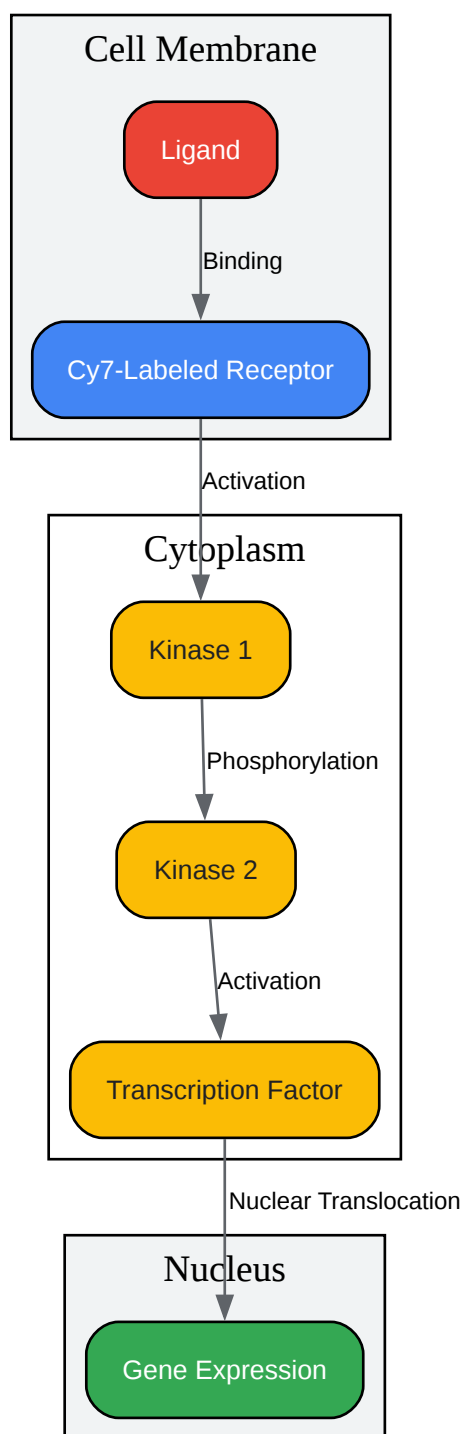 Cell Membrane
Ligand
Binding
Cy7-Labeled Receptor
Activation
Cytoplasm
Kinase 1
Phosphorylation
Kinase 2
Activation
Transcription Factor
Nuclear Translocation
Nucleus
Gene Expression